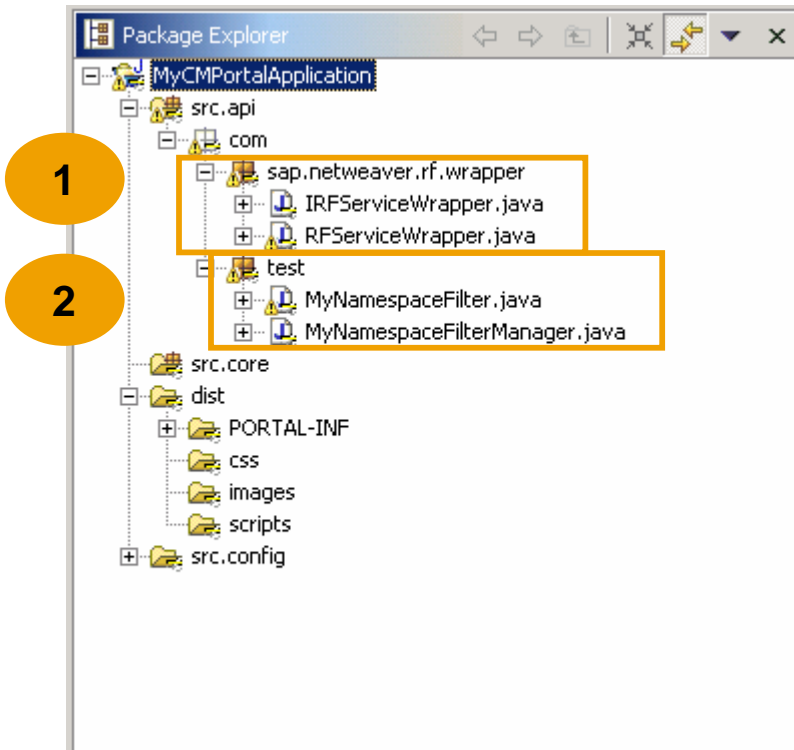 Package Explorer
MyCMPortalApplication
src.api
com
1
sap.netweaver.rf.wrapper
IRFServiceWrapper.java
RFServiceWrapper.java
2
test
MyNamespaceFilter.java
MyNamespaceFilterManager.java
src.core
dist
PORTAL-INF
css
images
scripts
src.config